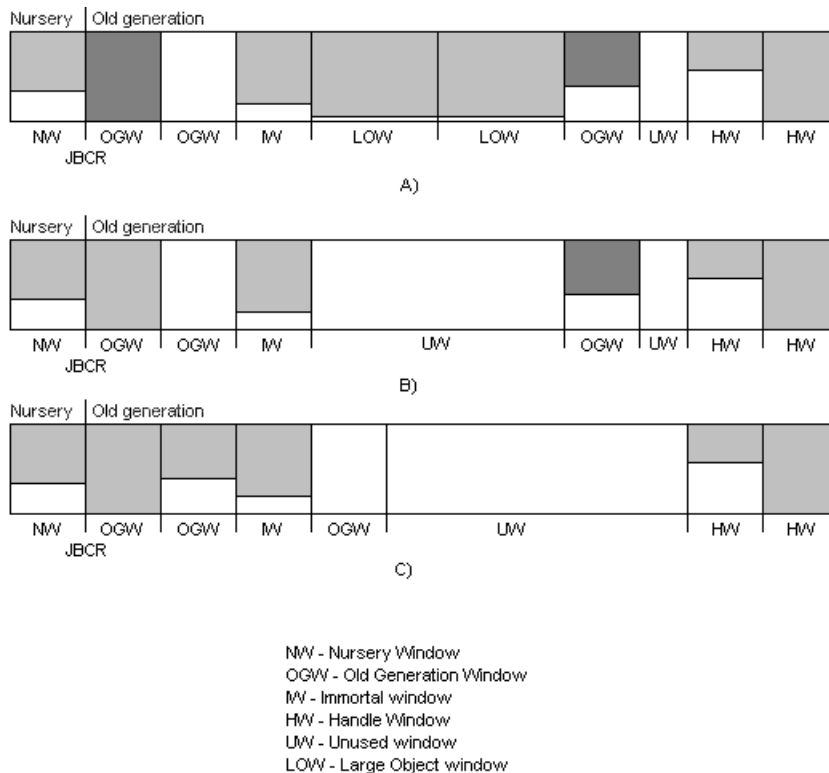 Nursery Old generation
NW OGW OGW IW LOW LOW OGW UW HW HW
JBCR
A)
Nursery Old generation
NW OGW OGW IW UW OGW UW HW HW
JBCR
B)
Nursery Old generation
NW OGW OGW IW OGW UW HW HW
JBCR
C)
NW - Nursery Window
OGW - Old Generation Window
IW - Immortal window
HW - Handle Window
UW - Unused window
LOW - Large Object window